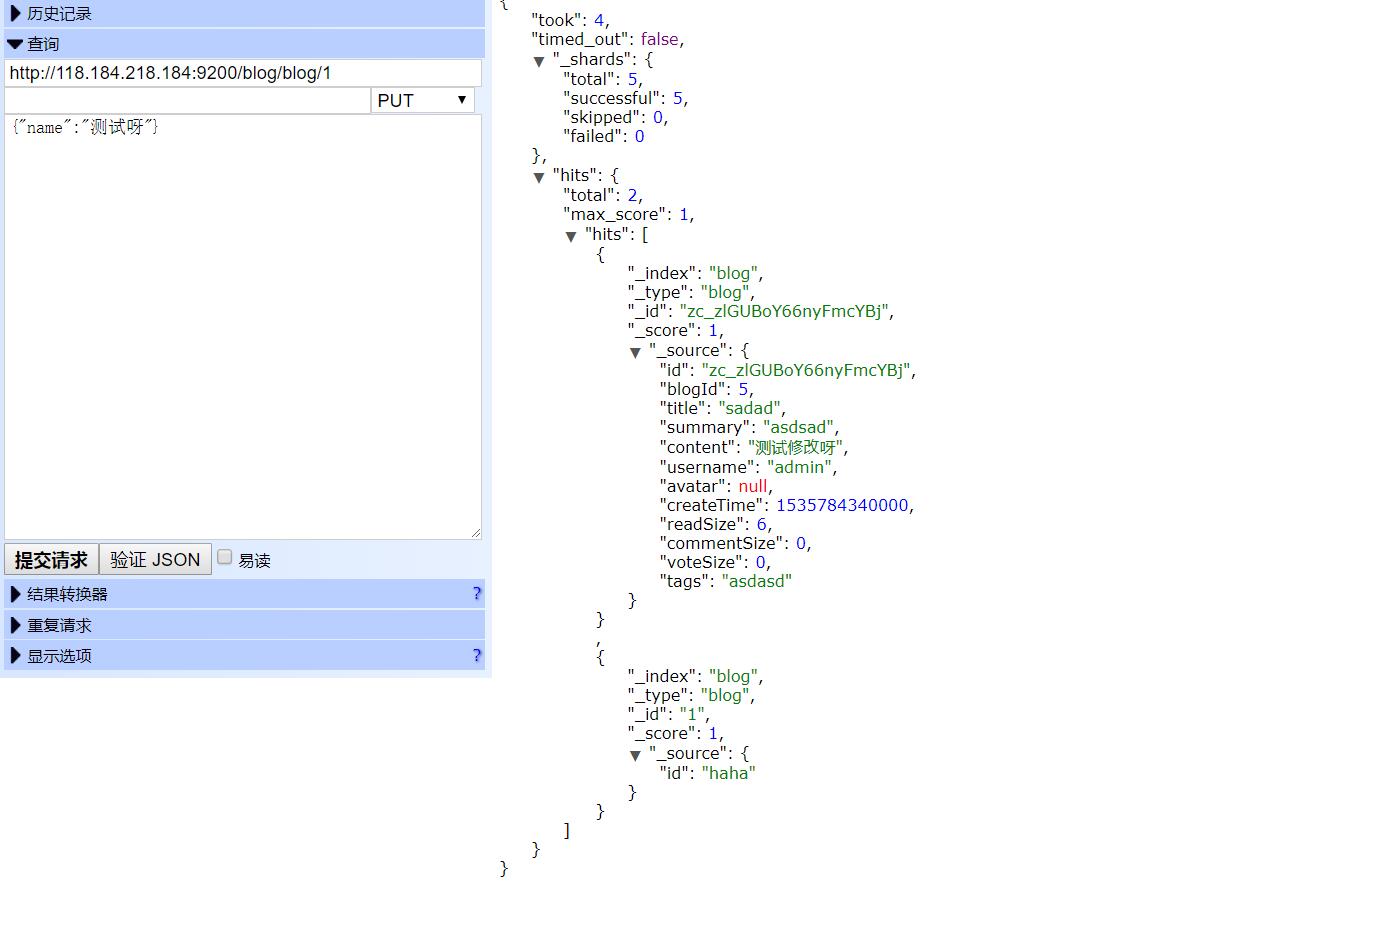 历史记录
查询
http://118.184.218.184:9200/blog/blog/1
PUT
{"name":"测试呀"}
提交请求 验证 JSON 易读
结果转换器 ?
重复请求
显示选项 ?
{
"took": 4,
"timed_out": false,
"_shards": {
"total": 5,
"successful": 5,
"skipped": 0,
"failed": 0
},
"hits": {
"total": 2,
"max_score": 1,
"hits": [
{
"_index": "blog",
"_type": "blog",
"_id": "zc_zlGUBoY66nyFmcYBj",
"_score": 1,
"_source": {
"id": "zc_zlGUBoY66nyFmcYBj",
"blogId": 5,
"title": "sadad",
"summary": "asdsad",
"content": "测试修改呀",
"username": "admin",
"avatar": null,
"createTime": 1535784340000,
"readSize": 6,
"commentSize": 0,
"voteSize": 0,
"tags": "asdasd"
}
}
,
{
"_index": "blog",
"_type": "blog",
"_id": "1",
"_score": 1,
"_source": {
"id": "haha"
}
}
]
}
}